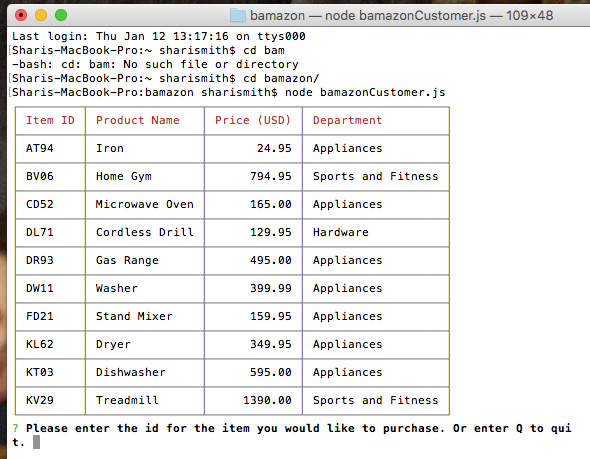 bamazon — node bamazonCustomer.js — 109×48
Last login: Thu Jan 12 13:17:16 on ttys000
[Sharis-MacBook-Pro:~ sharismith$ cd bam
-bash: cd: bam: No such file or directory
[Sharis-MacBook-Pro:~ sharismith$ cd bamazon/
[Sharis-MacBook-Pro:bamazon sharismith$ node bamazonCustomer.js
Item ID Product Name Price (USD) Department
AT94 Iron 24.95 Appliances
BV06 Home Gym 794.95 Sports and Fitness
CD52 Microwave Oven 165.00 Appliances
DL71 Cordless Drill 129.95 Hardware
DR93 Gas Range 495.00 Appliances
DW11 Washer 399.99 Appliances
FD21 Stand Mixer 159.95 Appliances
KL62 Dryer 349.95 Appliances
KT03 Dishwasher 595.00 Appliances
KV29 Treadmill 1390.00 Sports and Fitness
? Please enter the id for the item you would like to purchase. Or enter Q to qui
t.